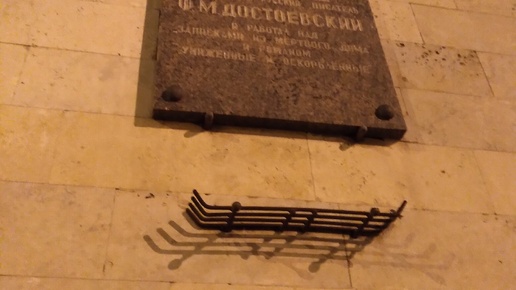 ПИСАТЕЛЬ
Ф.М.ДОСТОЕВСКИЙ
РАБОТАЛ НАД
"ЗАПИСКАМИ ИЗ МЕРТВОГО ДОМА"
И РОМАНОМ
"УНИЖЕННЫЕ И ОСКОРБЛЕННЫЕ"